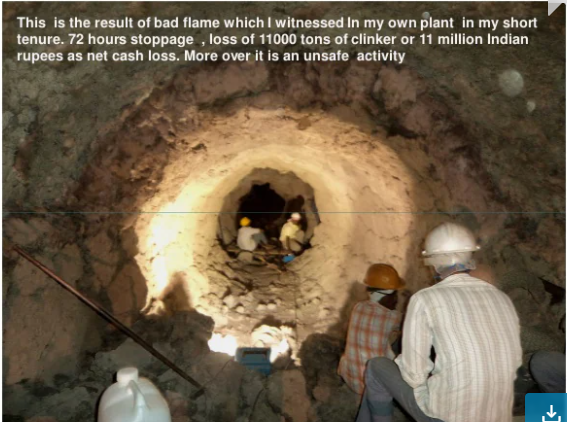 This is the result of bad flame which I witnessed In my own plant in my short
tenure. 72 hours stoppage , loss of 11000 tons of clinker or 11 million Indian
rupees as net cash loss. More over it is an unsafe activity